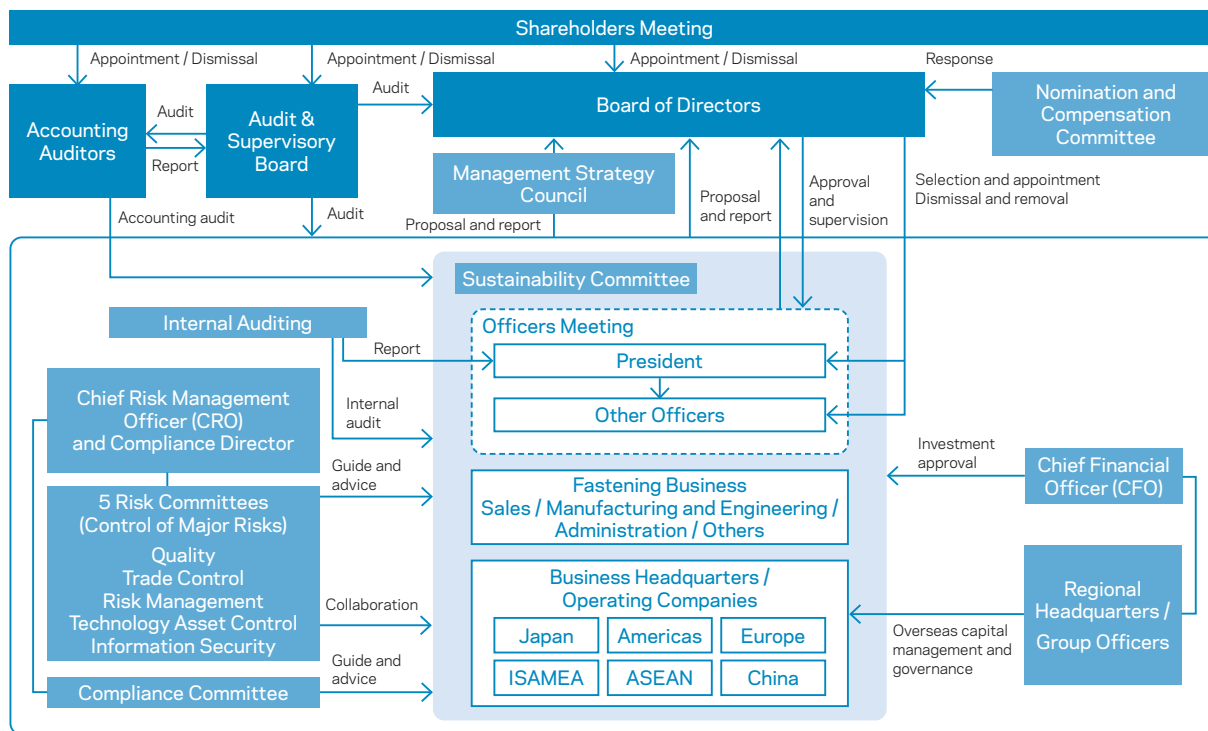 Shareholders Meeting
Appointment / Dismissal
Appointment / Dismissal
Appointment / Dismissal
Response
Accounting
Auditors
Audit
Report
Audit &
Supervisory
Board
Audit
Board of Directors
Nomination and
Compensation
Committee
Management Strategy
Council
Accounting audit
Audit
Proposal and report
Proposal
and report
Approval
and
supervision
Selection and appointment
Dismissal and removal
Sustainability Committee
Internal Auditing
Report
Internal
audit
Officers Meeting
President
Other Officers
Chief Risk Management
Officer (CRO)
and Compliance Director
Guide and
advice
5 Risk Committees
(Control of Major Risks)
Quality
Trade Control
Risk Management
Technology Asset Control
Information Security
Collaboration
Guide and
advice
Compliance Committee
Fastening Business
Sales / Manufacturing and Engineering /
Administration / Others
Business Headquarters /
Operating Companies
Japan
Americas
Europe
ISAMEA
ASEAN
China
Investment
approval
Chief Financial
Officer (CFO)
Regional
Headquarters /
Group Officers
Overseas capital
management and
governance